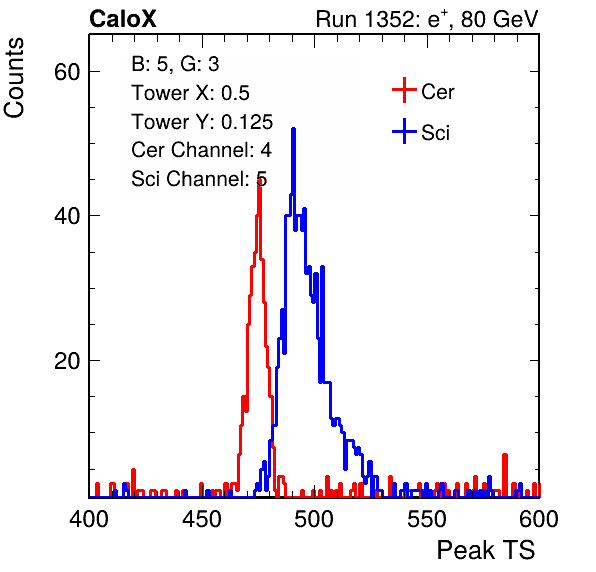 CaloX Run 1352: e⁺, 80 GeV
Counts
B: 5, G: 3
Tower X: 0.5
Tower Y: 0.125
Cer Channel: 4
Sci Channel: 5
Cer
Sci
60
40
20
400 450 500 550 600
Peak TS